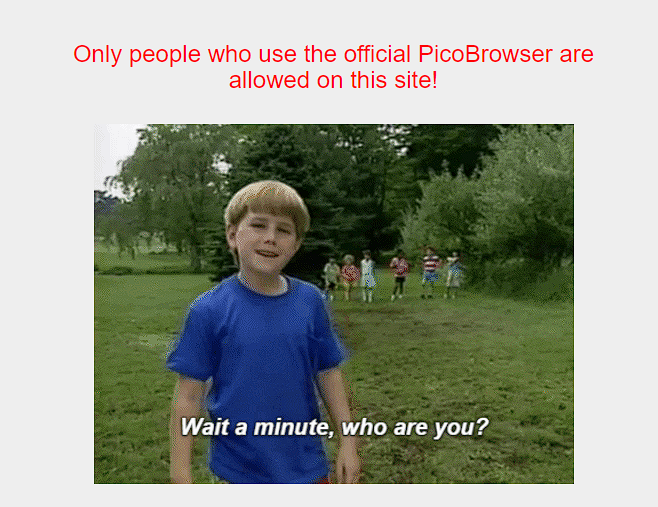 Only people who use the official PicoBrowser are
allowed on this site!
Wait a minute, who are you?